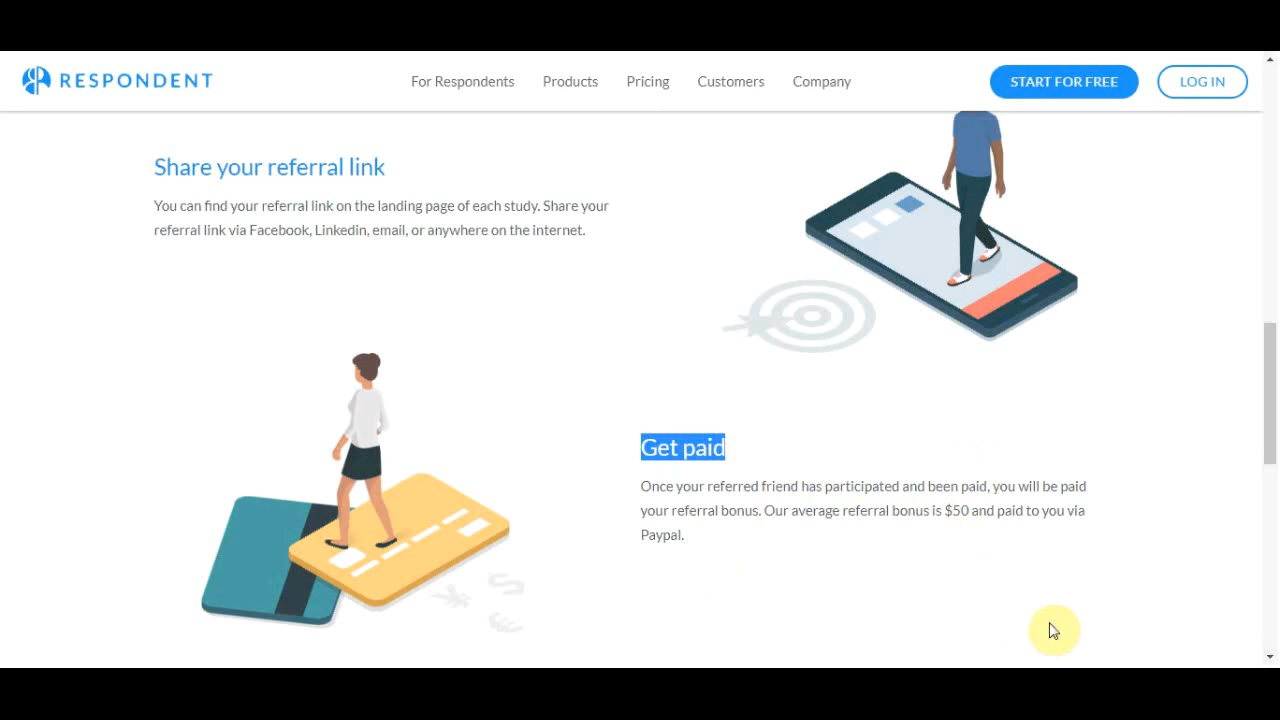 RESPONDENT
For Respondents Products Pricing Customers Company
START FOR FREE
LOG IN
Share your referral link
You can find your referral link on the landing page of each study. Share your
referral link via Facebook, Linkedin, email, or anywhere on the internet.
Get paid
Once your referred friend has participated and been paid, you will be paid
your referral bonus. Our average referral bonus is $50 and paid to you via
Paypal.